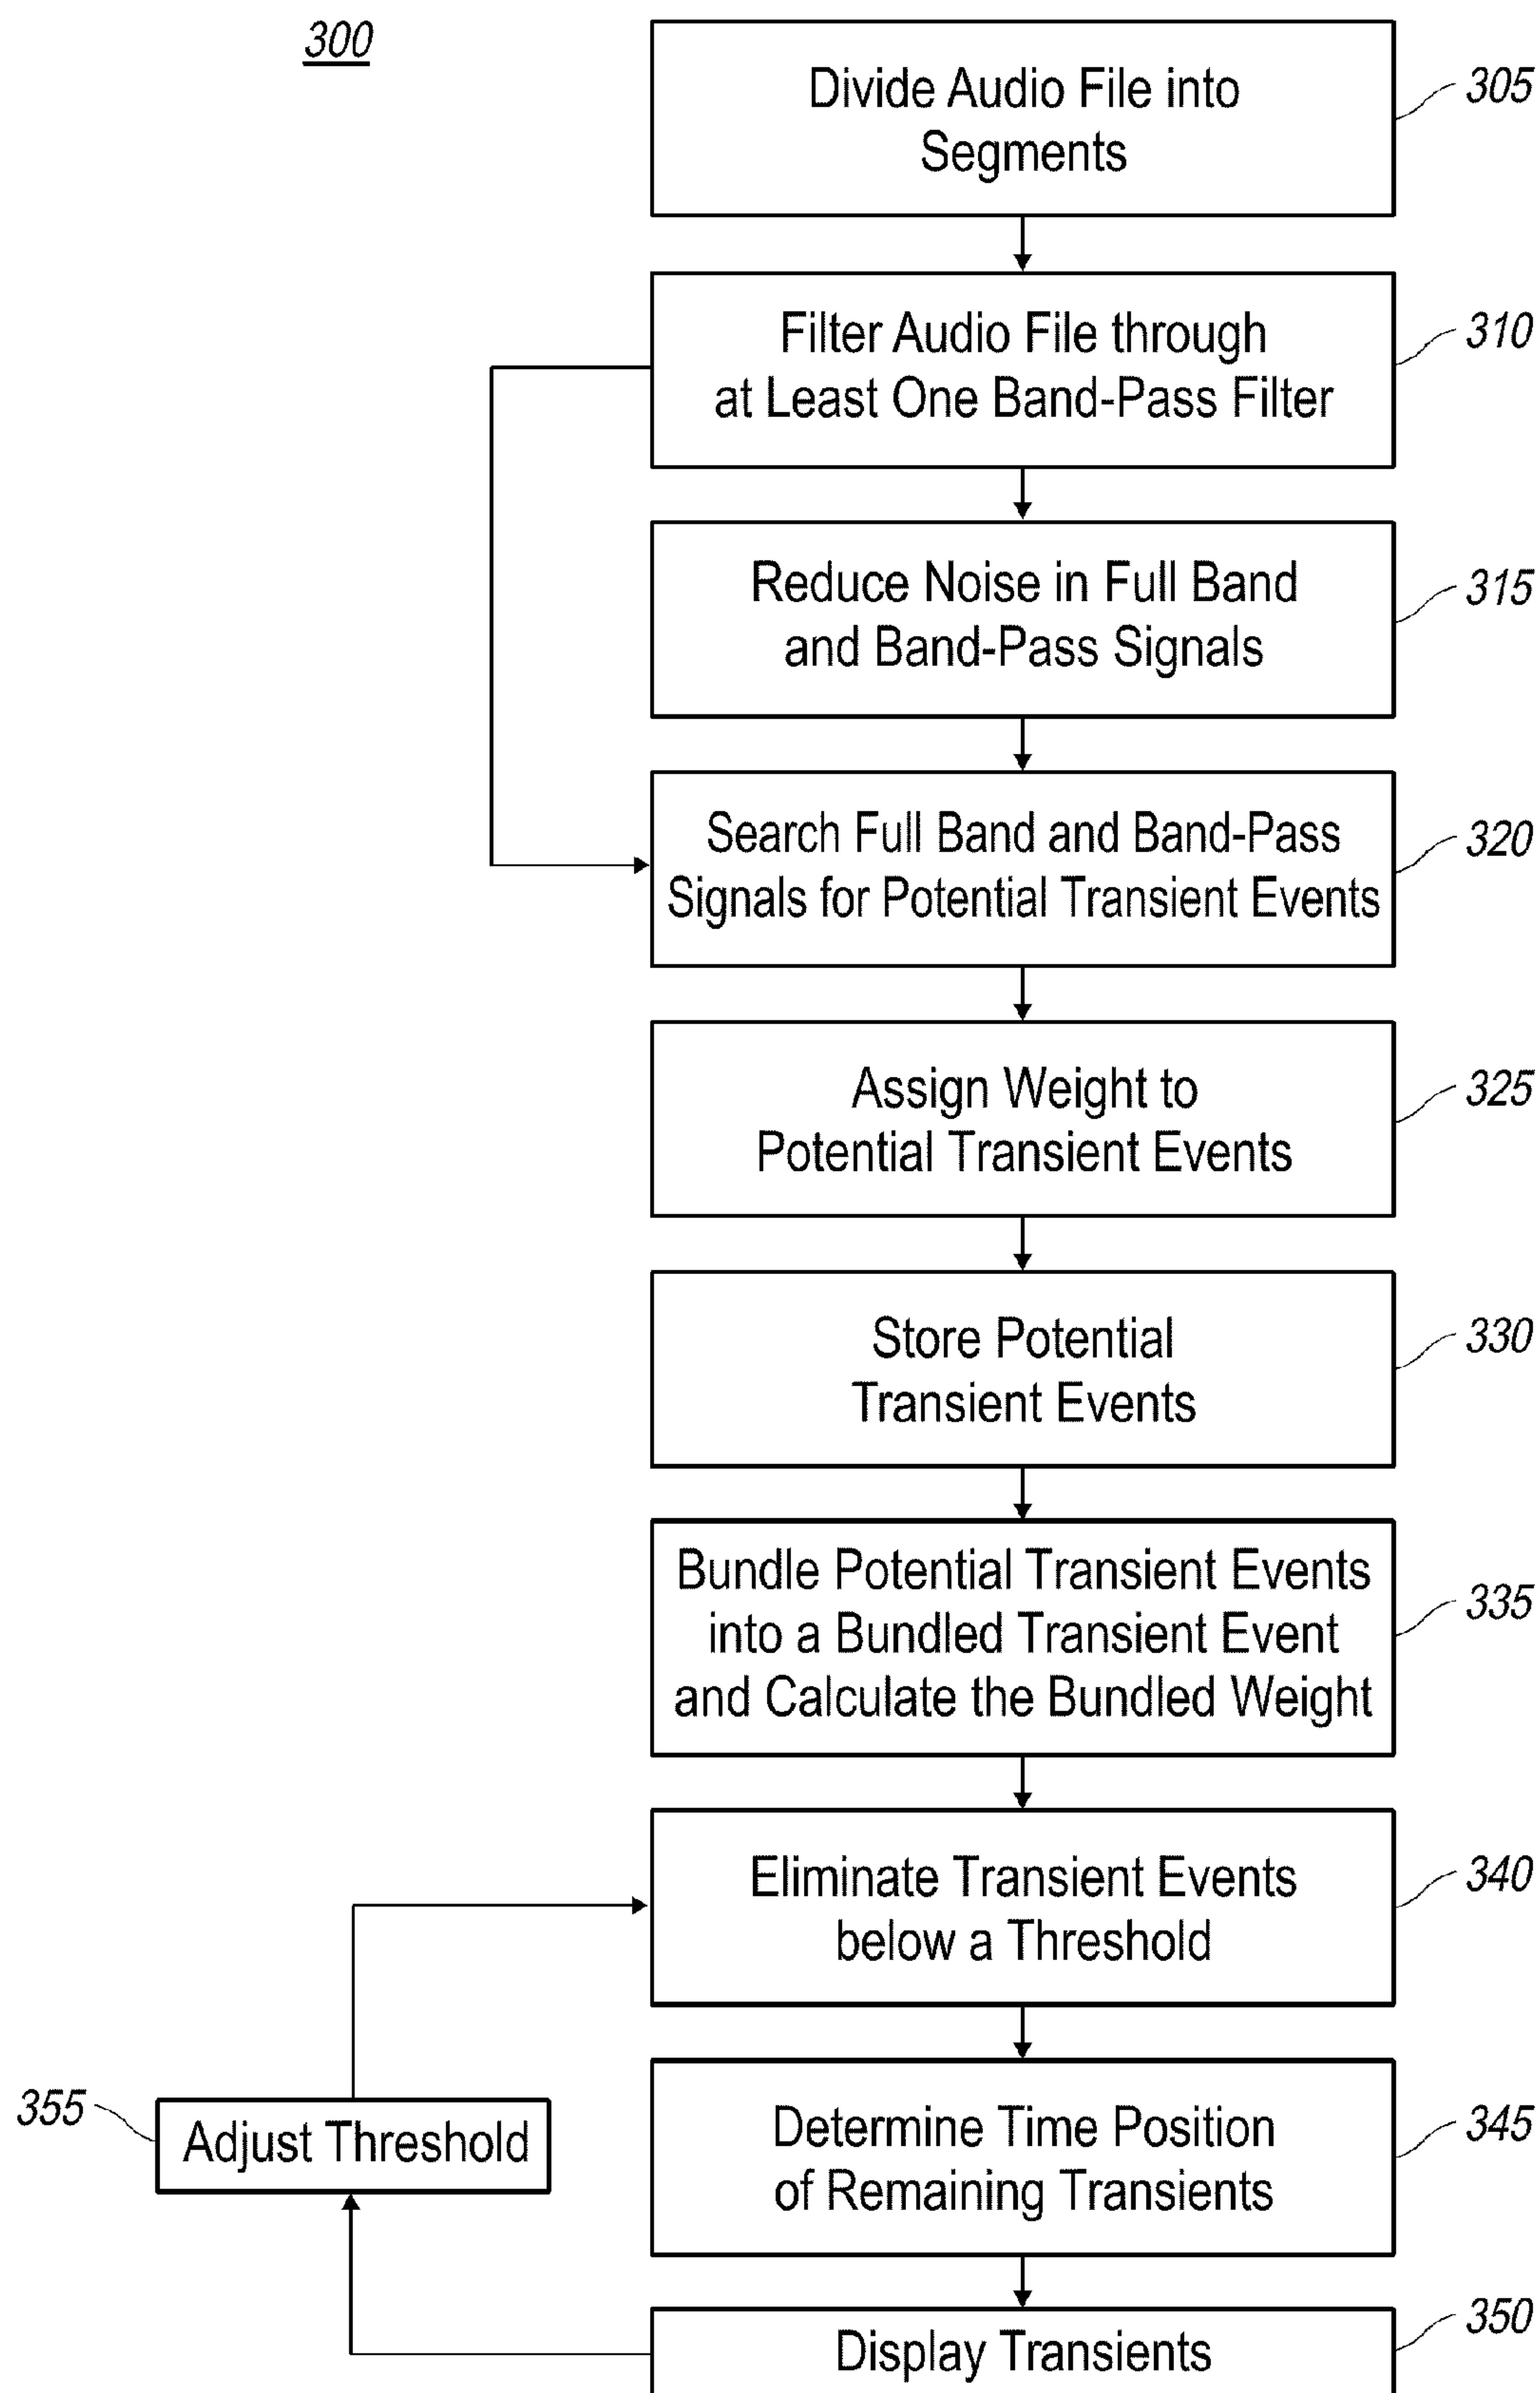 300
Divide Audio File into
Segments
305
Filter Audio File through
at Least One Band-Pass Filter
310
Reduce Noise in Full Band
and Band-Pass Signals
315
Search Full Band and Band-Pass
Signals for Potential Transient Events
320
Assign Weight to
Potential Transient Events
325
Store Potential
Transient Events
330
Bundle Potential Transient Events
into a Bundled Transient Event
and Calculate the Bundled Weight
335
Eliminate Transient Events
below a Threshold
340
355
Adjust Threshold
Determine Time Position
of Remaining Transients
345
Display Transients
350